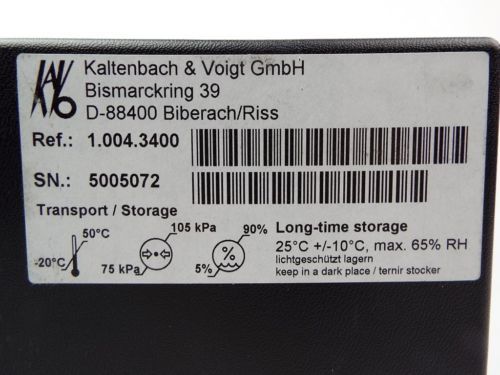 KAVO
Kaltenbach & Voigt GmbH
Bismarckring 39
D-88400 Biberach/Riss
Ref.: 1.004.3400
SN.: 5005072
Transport / Storage
50°C
-20°C
105 kPa
75 kPa
90%
%
5%
Long-time storage
25°C +/-10°C, max. 65% RH
lichtgeschützt lagern
keep in a dark place / ternir stocker